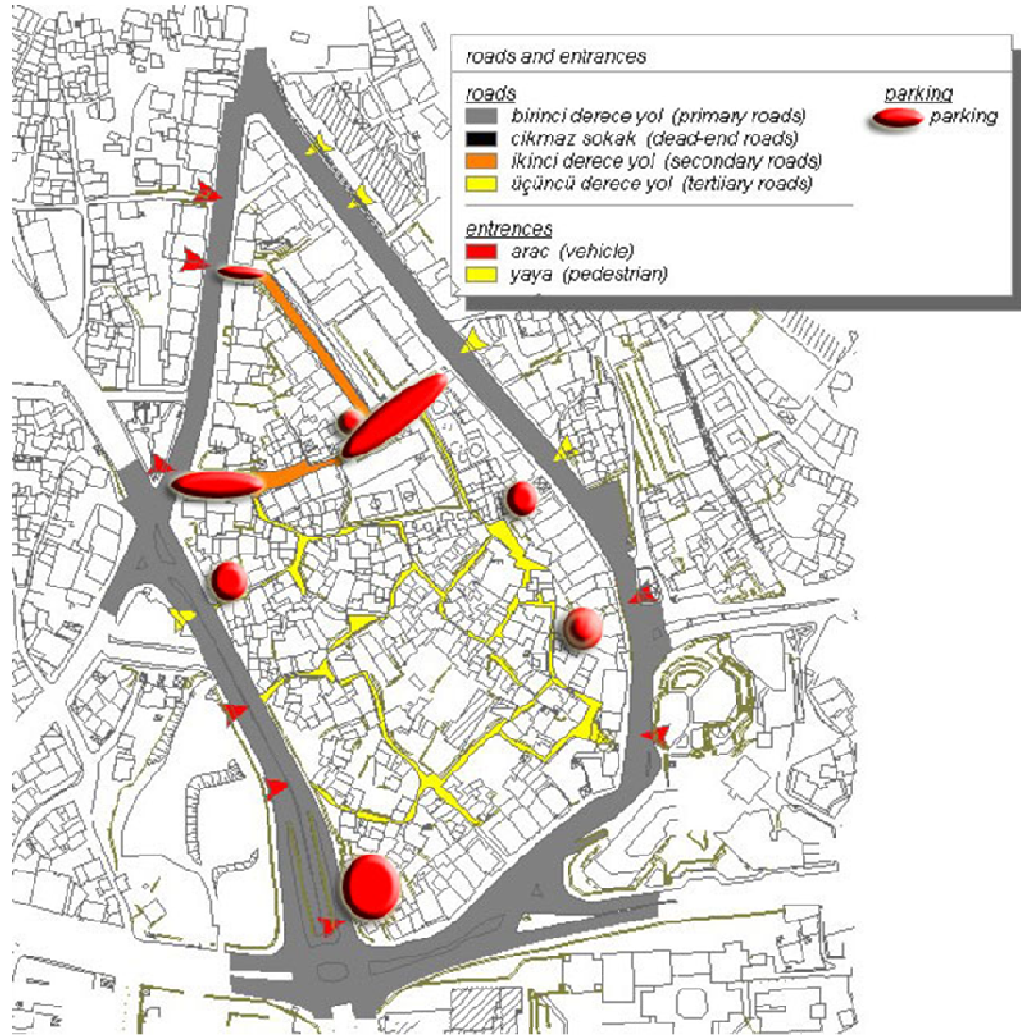 roads and entrances
roads
birinci derece yol (primary roads)
cikmaz sokak (dead-end roads)
ikinci derece yol (secondary roads)
üçüncü derece yol (tertiiary roads)
entrences
arac (vehicle)
yaya (pedestrian)
parking
parking